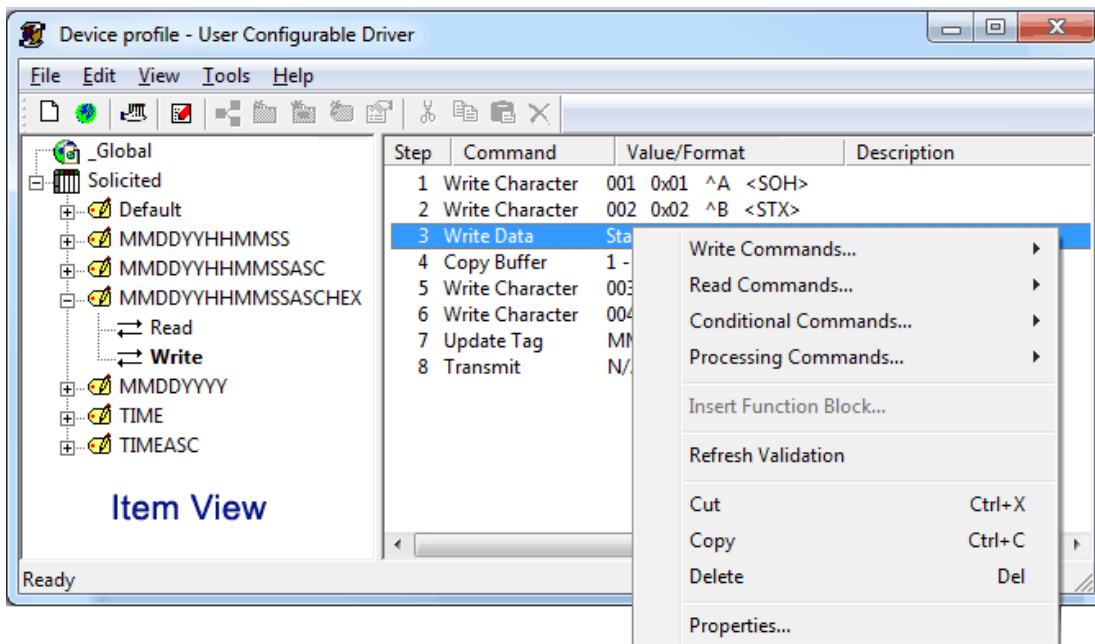 Device profile - User Configurable Driver
File Edit View Tools Help
_Global
Solicited
Default
MMDDYYHHMMSS
MMDDYYHHMMSSASC
MMDDYYHHMMSSASCHEX
Read
Write
MMDDYYYY
TIME
TIMEASC
Item View
Step Command Value/Format Description
1 Write Character 001 0x01 ^A <SOH>
2 Write Character 002 0x02 ^B <STX>
3 Write Data Sta
4 Copy Buffer 1 -
5 Write Character 003
6 Write Character 004
7 Update Tag MM
8 Transmit N/
Write Commands...
Read Commands...
Conditional Commands...
Processing Commands...
Insert Function Block...
Refresh Validation
Cut Ctrl+X
Copy Ctrl+C
Delete Del
Properties...
Ready